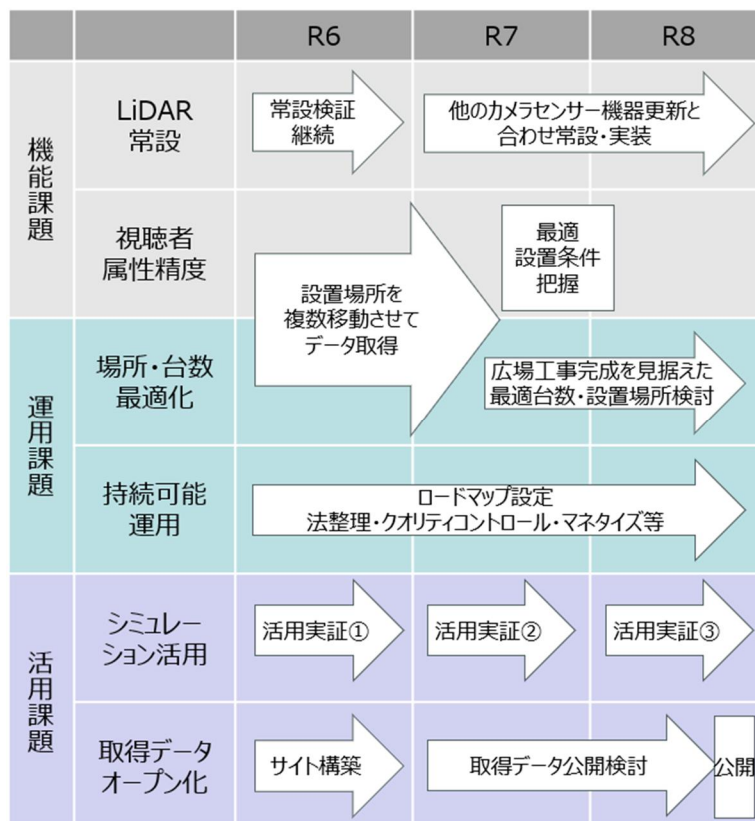 R6
R7
R8
機能課題
LiDAR
常設
常設検証
継続
他のカメラセンサー機器更新と
合わせ常設・実装
視聴者
属性精度
設置場所を
複数移動させて
データ取得
最適
設置条件
把握
運用課題
場所・台数
最適化
広場工事完成を見据えた
最適台数・設置場所検討
持続可能
運用
ロードマップ設定
法整理・クオリティコントロール・マネタイズ等
活用課題
シミュレー
ション活用
活用実証①
活用実証②
活用実証③
取得データ
オープン化
サイト構築
取得データ公開検討
公開